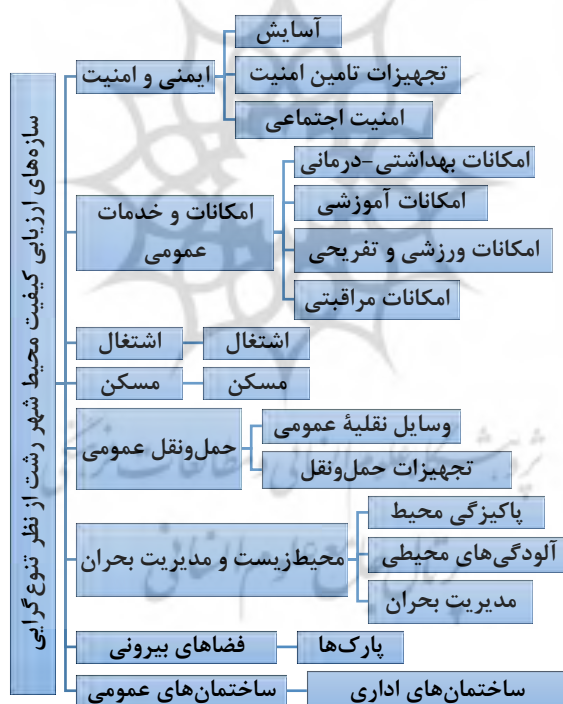 سازه‌های ارزیابی کیفیت محیط شهر رشت از نظر تنوع‌گرایی
ایمنی و امنیت
آسایش
تجهیزات تامین امنیت
امنیت اجتماعی
امکانات و خدمات
عمومی
امکانات بهداشتی-درمانی
امکانات آموزشی
امکانات ورزشی و تفریحی
امکانات مراقبتی
اشتغال
اشتغال
مسکن
مسکن
حمل‌ونقل عمومی
وسایل نقلیۀ عمومی
تجهیزات حمل‌ونقل
محیط‌زیست و مدیریت بحران
پاکیزگی محیط
آلودگی‌های محیطی
مدیریت بحران
فضاهای بیرونی
پارک‌ها
ساختمان‌های عمومی
ساختمان‌های اداری